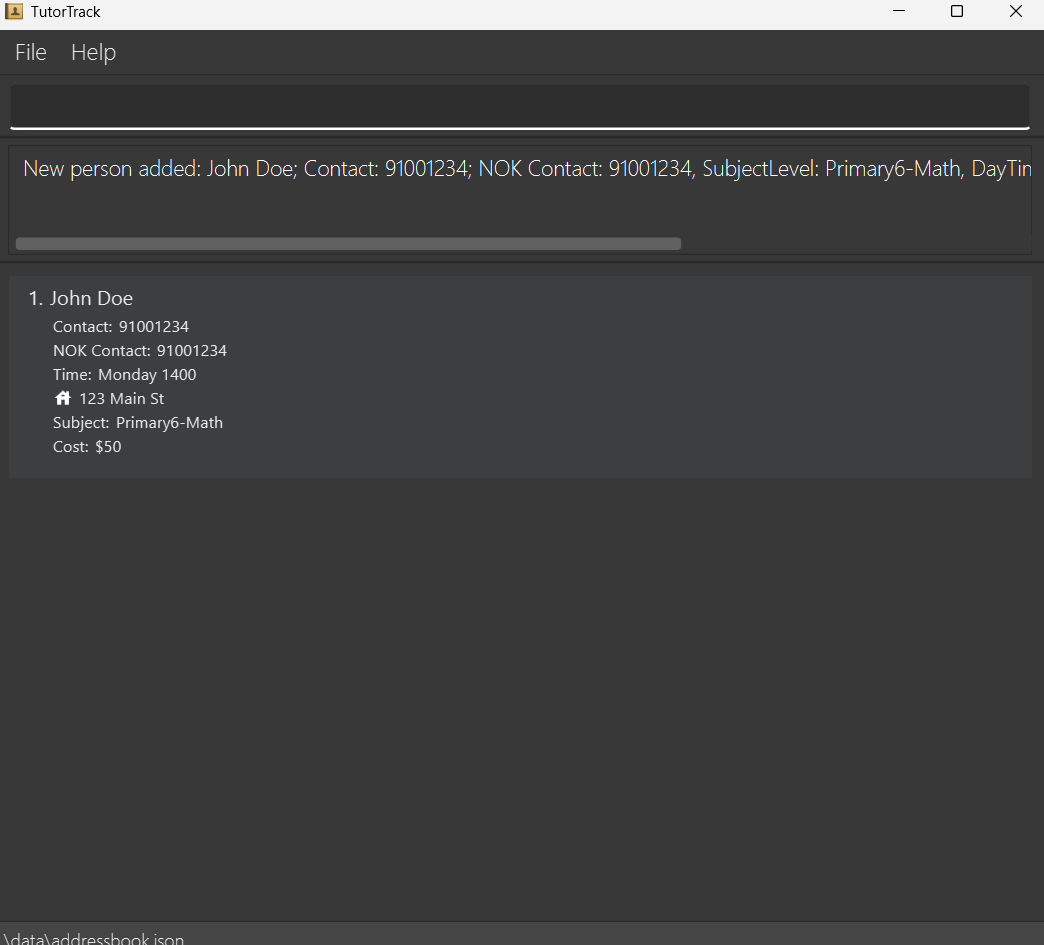 TutorTrack
File Help
New person added: John Doe; Contact: 91001234; NOK Contact: 91001234, SubjectLevel: Primary6-Math, DayTim
1. John Doe
Contact: 91001234
NOK Contact: 91001234
Time: Monday 1400
123 Main St
Subject: Primary6-Math
Cost: $50
\data\addressbook.json